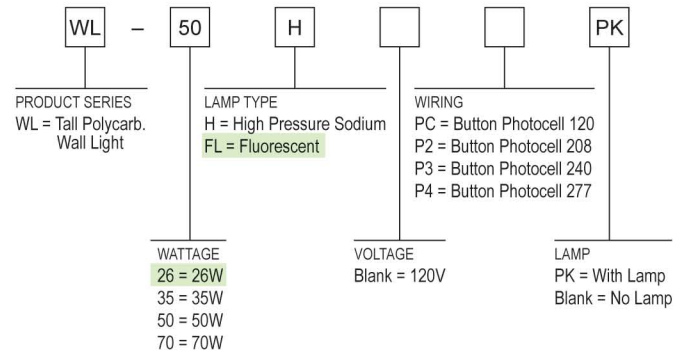 WL – 50 H PK
PRODUCT SERIES
WL = Tall Polycarb.
Wall Light
LAMP TYPE
H = High Pressure Sodium
FL = Fluorescent
WIRING
PC = Button Photocell 120
P2 = Button Photocell 208
P3 = Button Photocell 240
P4 = Button Photocell 277
WATTAGE
26 = 26W
35 = 35W
50 = 50W
70 = 70W
VOLTAGE
Blank = 120V
LAMP
PK = With Lamp
Blank = No Lamp